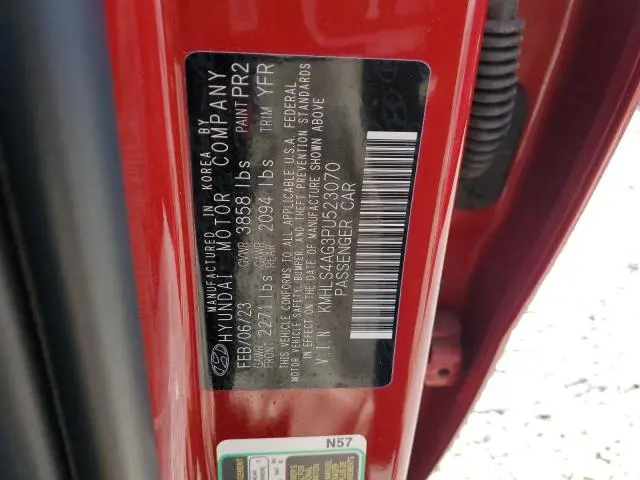 MANUFACTURED IN KOREA BY
HYUNDAI MOTOR COMPANY
FEB/06/23 GVWR 3858 lbs PAINT PR2
GAWR FRONT 2271 lbs GAWR REAR 2094 lbs TRIM YFR
THIS VEHICLE CONFORMS TO ALL APPLICABLE U.S.A. FEDERAL
MOTOR VEHICLE SAFETY, BUMPER, AND THEFT PREVENTION STANDARDS
IN EFFECT ON THE DATE OF MANUFACTURE SHOWN ABOVE
V.I.N KMHLS4AG3PU523070
PASSENGER CAR
N57